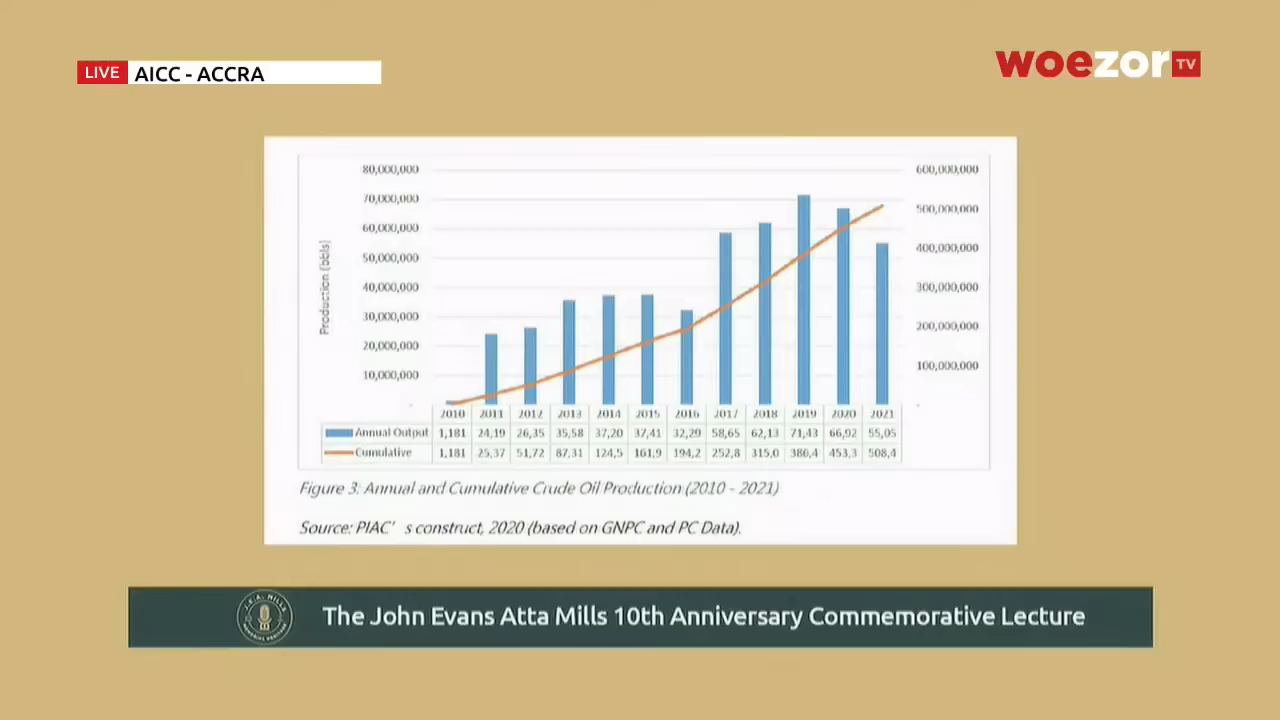 LIVE AICC - ACCRA
woezor TV
80,000,000 600,000,000
70,000,000 500,000,000
60,000,000 400,000,000
50,000,000 300,000,000
40,000,000 200,000,000
30,000,000 100,000,000
20,000,000
10,000,000
- -
Production (bbls)
2010 2011 2012 2013 2014 2015 2016 2017 2018 2019 2020 2021
Annual Output 1,181 24,19 26,35 35,58 37,20 37,41 32,29 58,65 62,13 71,43 66,92 55,05
Cumulative 1,181 25,37 51,72 87,31 124,5 161,9 194,2 252,8 315,0 386,4 453,3 508,4
Figure 3: Annual and Cumulative Crude Oil Production (2010 - 2021)
Source: PIAC's construct, 2020 (based on GNPC and PC Data).
J.E.A. MILLS
MEMORIAL HERITAGE
The John Evans Atta Mills 10th Anniversary Commemorative Lecture